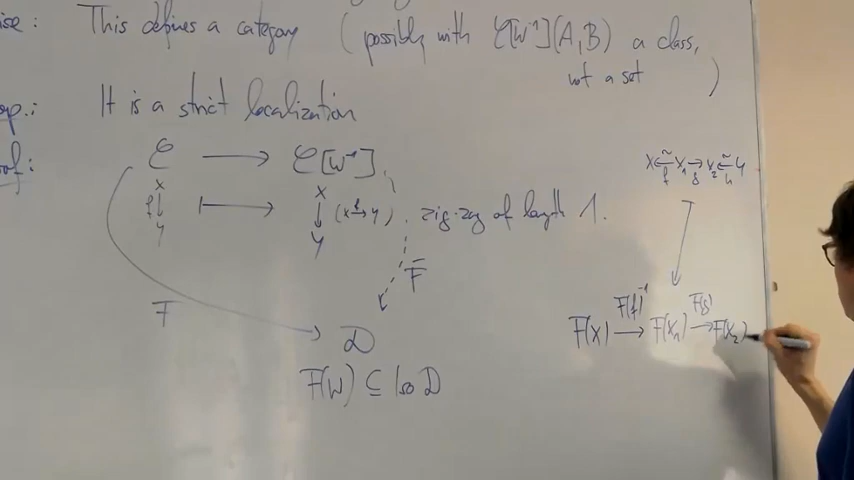 ise: This defines a category (possibly with 𝒞[W⁻¹](A,B) a class,
not a set)
op.: It is a strict localization
oof: 𝒞 → 𝒞[W⁻¹],
X ←~ X₁ → X₂ ←~ Y
f g u
X ↦ X
f ↓ ↓ (X →f Y), zig-zag of length 1.
Y Y
F̄
F
F(f)⁻¹ F(g)
F(X) → F(X₁) → F(X₂)
𝒟
F(W) ⊆ Iso 𝒟